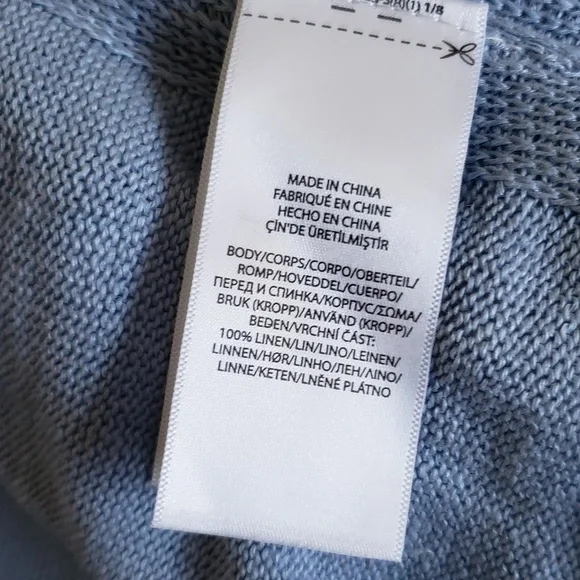 1/8
MADE IN CHINA
FABRIQUÉ EN CHINE
HECHO EN CHINA
ÇİN'DE ÜRETİLMİŞTİR
BODY/CORPS/CORPO/OBERTEIL/
ROMP/HOVEDDEL/CUERPO/
ПЕРЕД И СПИНКА/КОРПУС/ΣΩΜΑ/
BRUK (KROPP)/ANVÄND (KROPP)/
BEDEN/VRCHNÍ ČÁST:
100% LINEN/LIN/LINO/LEINEN/
LINNEN/HØR/LINHO/ЛЕН/ΛΙΝΟ/
LINNE/KETEN/LNĚNÉ PLÁTNO